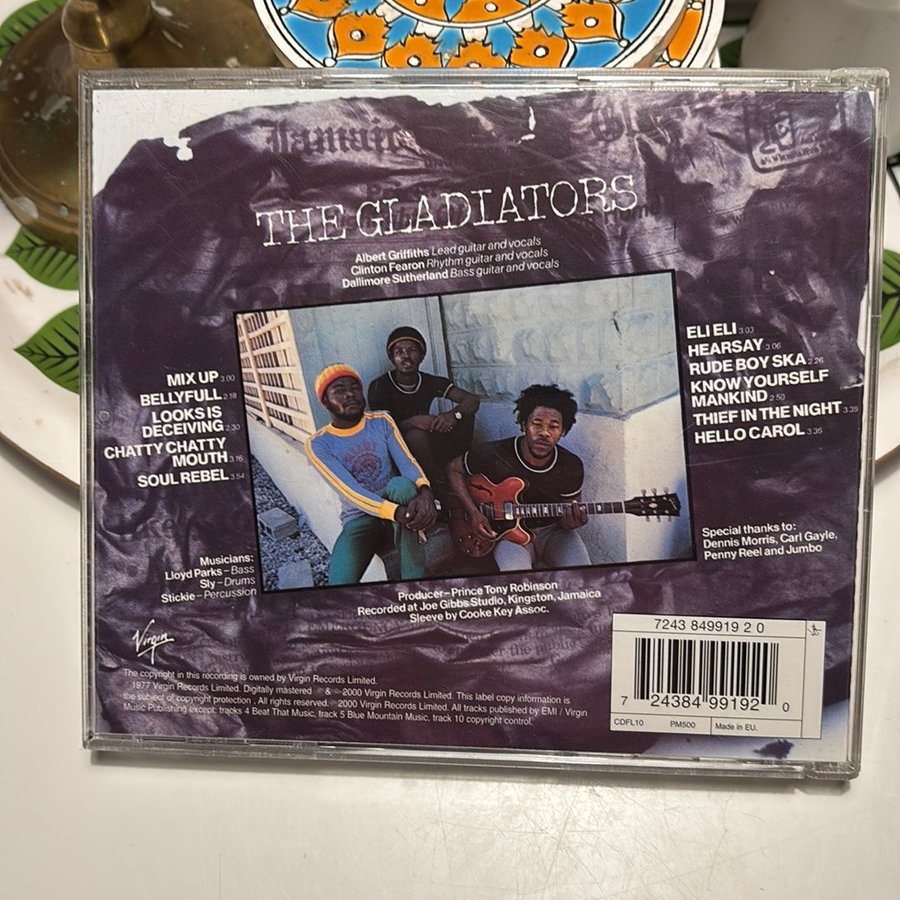 Jamaic
THE GLADIATORS
Albert Griffiths Lead guitar and vocals
Clinton Fearon Rhythm guitar and vocals
Dallimore Sutherland Bass guitar and vocals
MIX UP 3:00
BELLYFULL 2:18
LOOKS IS
DECEIVING 2:30
CHATTY CHATTY
MOUTH 3:16
SOUL REBEL 3:54
ELI ELI 3:03
HEARSAY 3:06
RUDE BOY SKA 2:26
KNOW YOURSELF
MANKIND 2:50
THIEF IN THE NIGHT 3:39
HELLO CAROL 3:35
Musicians:
Lloyd Parks – Bass
Sly – Drums
Stickie – Percussion
Special thanks to:
Dennis Morris, Carl Gayle,
Penny Reel and Jumbo
Producer – Prince Tony Robinson
Recorded at Joe Gibbs Studio, Kingston, Jamaica
Sleeve by Cooke Key Assoc.
Virgin
The copyright in this recording is owned by Virgin Records Limited.
℗ 1977 Virgin Records Limited. Digitally mastered ℗ & © 2000 Virgin Records Limited. This label copy information is
the subject of copyright protection. All rights reserved. © 2000 Virgin Records Limited. All tracks published by EMI / Virgin
Music Publishing except: tracks 4 Beat That Music, track 5 Blue Mountain Music, track 10 copyright control.
7243 849919 2 0
7 24384 99192 0
CDFL10 PM500 Made in EU.